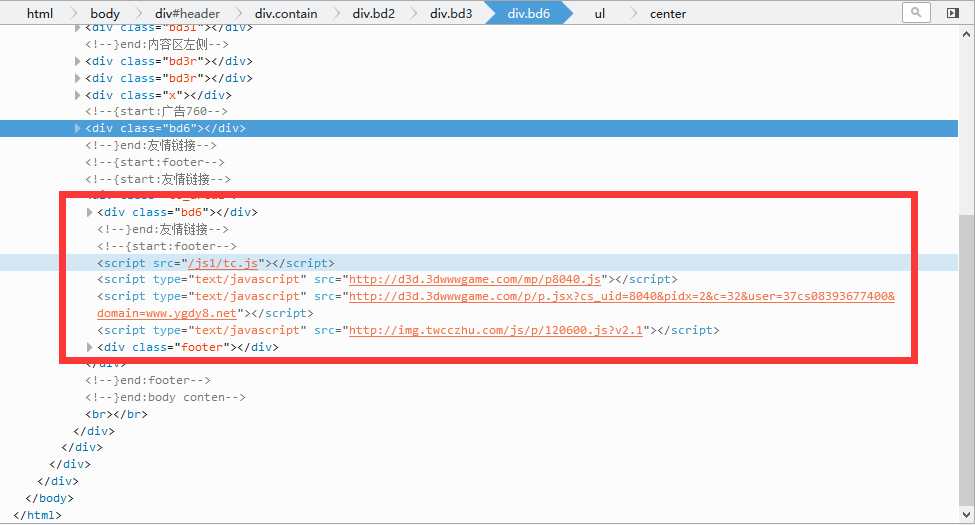 html body div#header div.contain div.bd2 div.bd3 div.bd6 ul center
<div class="bd3l"></div>
<!--}end:内容区左侧-->
<div class="bd3r"></div>
<div class="bd3r"></div>
<div class="x"></div>
<!--{start:广告760-->
<div class="bd6"></div>
<!--}end:友情链接-->
<!--{start:footer-->
<!--{start:友情链接-->
<div class="bd6"></div>
<!--}end:友情链接-->
<!--{start:footer-->
<script src="/js1/tc.js"></script>
<script type="text/javascript" src="http://d3d.3dwwwgame.com/mp/p8040.js"></script>
<script type="text/javascript" src="http://d3d.3dwwwgame.com/p/p.jsx?cs_uid=8040&pidx=2&c=32&user=37cs08393677400&
domain=www.ygdy8.net"></script>
<script type="text/javascript" src="http://img.twcczhu.com/js/p/120600.js?v2.1"></script>
<div class="footer"></div>
</div>
<!--}end:footer-->
<!--}end:body conten-->
<br></br>
</div>
</div>
</div>
</div>
</body>
</html>